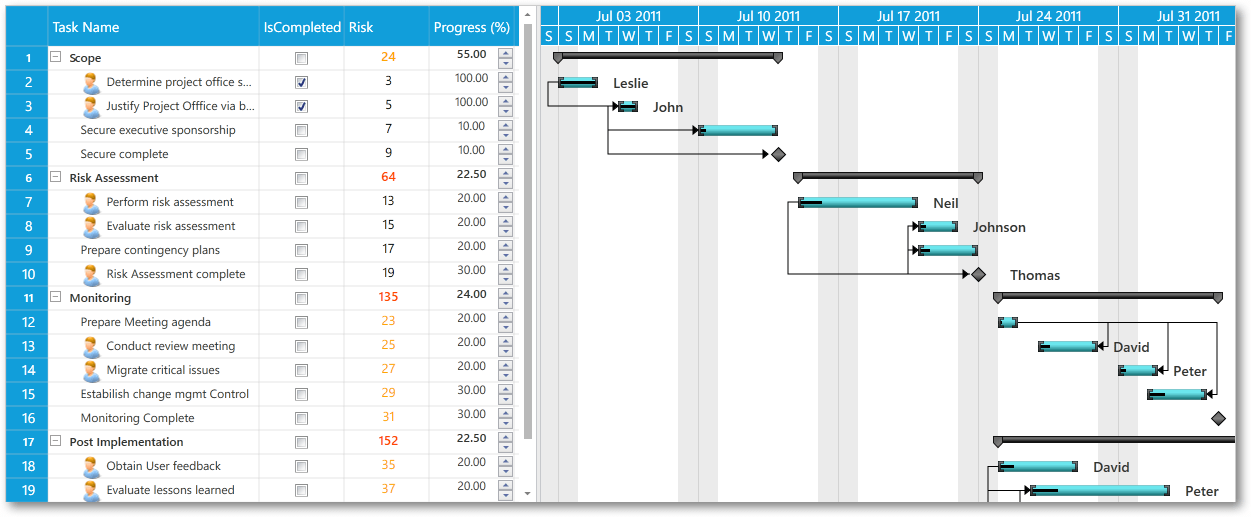 Task Name IsCompleted Risk Progress (%) Jul 03 2011 Jul 10 2011 Jul 17 2011 Jul 24 2011 Jul 31 2011
S S M T W T F S S M T W T F S S M T W T F S S M T W T F S S M T W T F
1 Scope 24 55.00
2 Determine project office s... 3 100.00 Leslie
3 Justify Project Offfice via b... 5 100.00 John
4 Secure executive sponsorship 7 10.00
5 Secure complete 9 10.00
6 Risk Assessment 64 22.50
7 Perform risk assessment 13 20.00 Neil
8 Evaluate risk assessment 15 20.00 Johnson
9 Prepare contingency plans 17 20.00
10 Risk Assessment complete 19 30.00 Thomas
11 Monitoring 135 24.00
12 Prepare Meeting agenda 23 20.00
13 Conduct review meeting 25 20.00 David
14 Migrate critical issues 27 20.00 Peter
15 Estabilish change mgmt Control 29 30.00
16 Monitoring Complete 31 30.00
17 Post Implementation 152 22.50
18 Obtain User feedback 35 20.00 David
19 Evaluate lessons learned 37 20.00 Peter